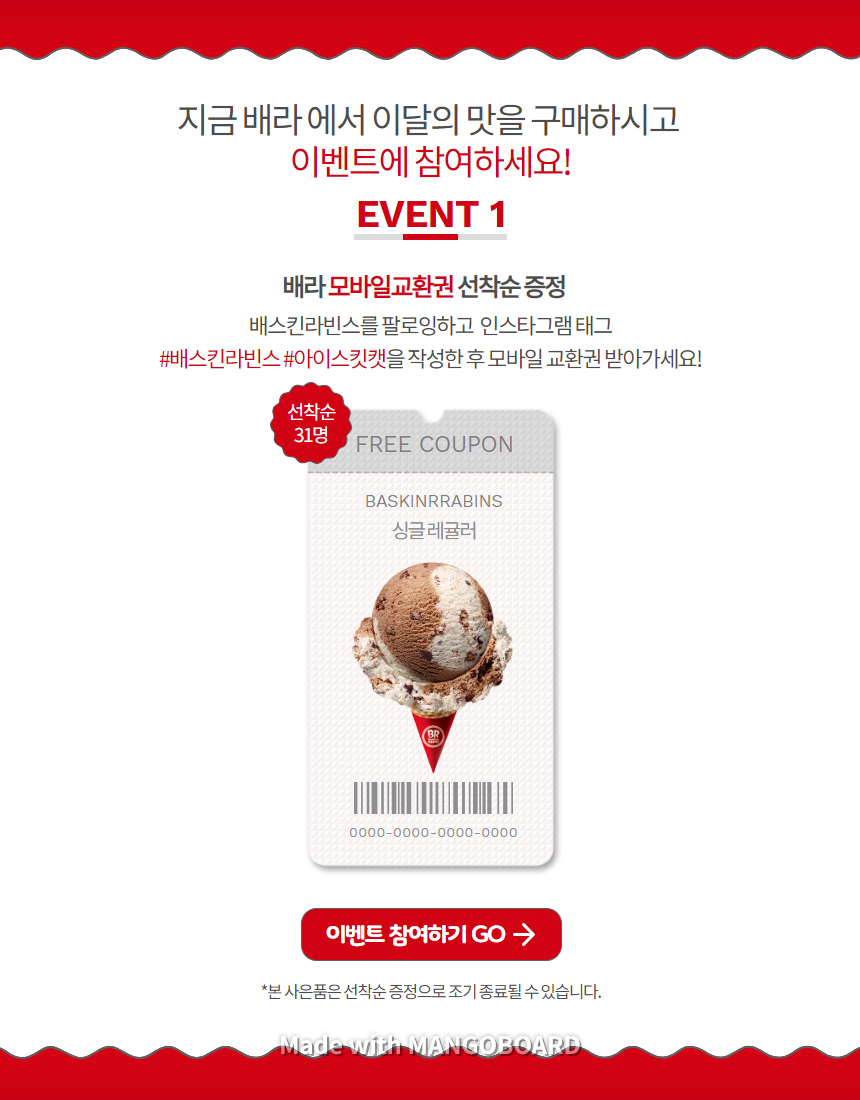 지금 배라 에서 이달의 맛을 구매하시고
이벤트에 참여하세요!
EVENT 1
배라 모바일교환권 선착순 증정
배스킨라빈스를 팔로잉하고 인스타그램 태그
#배스킨라빈스 #아이스킷캣을 작성한 후 모바일 교환권 받아가세요!
선착순
31명
FREE COUPON
BASKINRRABINS
싱글 레귤러
BR
0000-0000-0000-0000
이벤트 참여하기 GO →
*본 사은품은 선착순 증정으로 조기 종료될 수 있습니다.
Made with MANGOBOARD